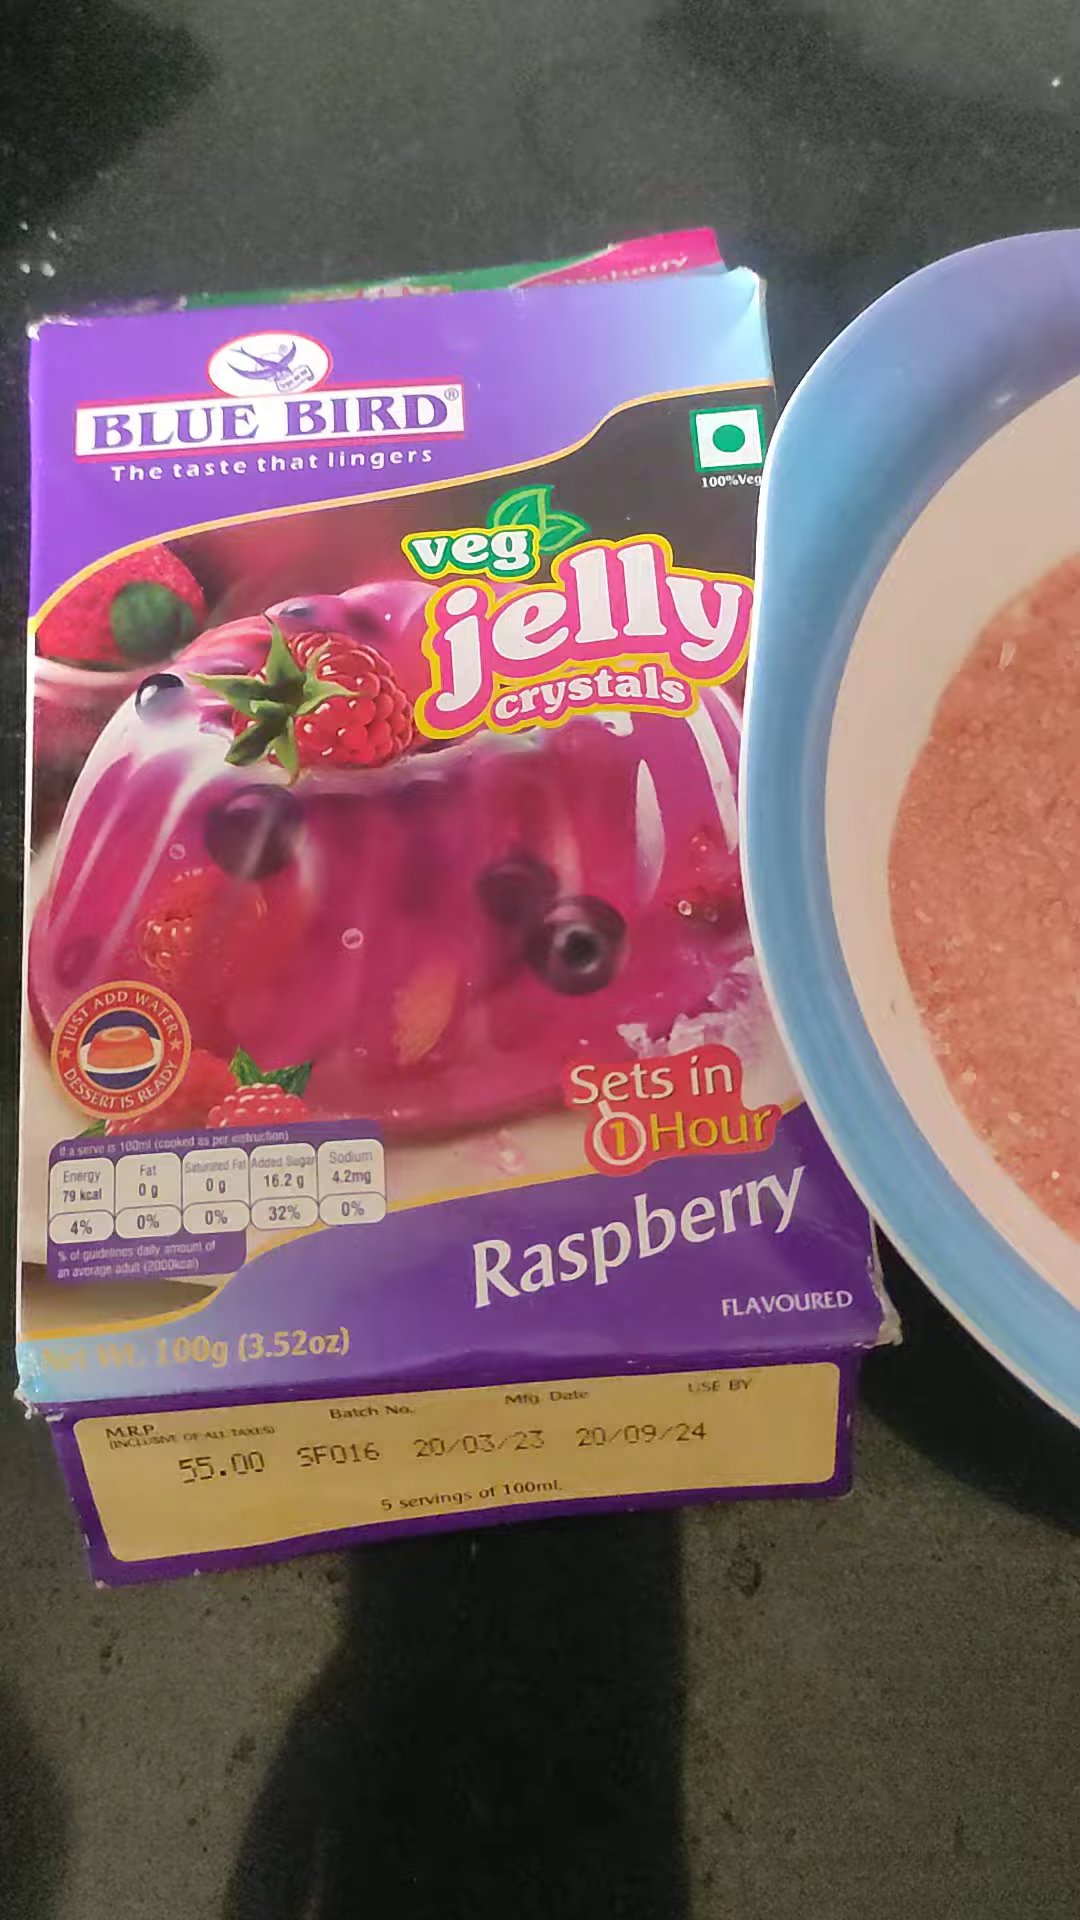 BLUE BIRD®
The taste that lingers
100%Veg
veg
jelly
crystals
JUST ADD WATER
DESSERT IS READY
Sets in
1 Hour
If a serve is 100ml (cooked as per instruction)
Energy 79 kcal 4%
Fat 0 g 0%
Saturated Fat 0 g 0%
Added Sugar 16.2 g 32%
Sodium 4.2mg 0%
% of guidelines daily amount of
an average adult (2000kcal)
Raspberry
FLAVOURED
Net Wt. 100g (3.52oz)
M.R.P. Batch No. Mfg. Date USE BY
(INCLUSIVE OF ALL TAXES)
55.00 SF016 20/03/23 20/09/24
5 servings of 100ml.